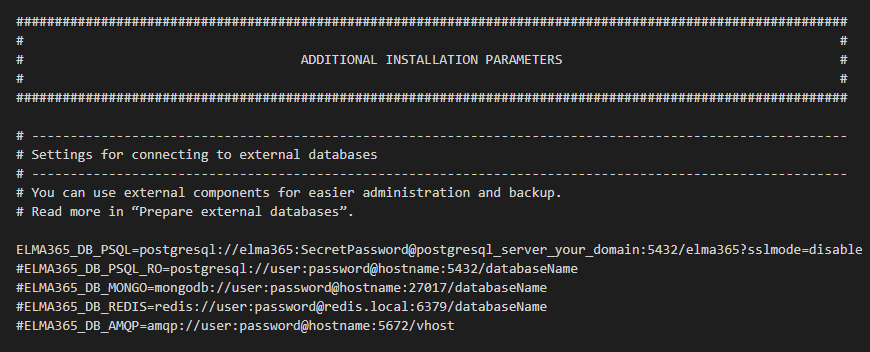 ##############################################################################################################
#                                                                                                            #
#                                    ADDITIONAL INSTALLATION PARAMETERS                                      #
#                                                                                                            #
##############################################################################################################
# ----------------------------------------------------------------------------------------------------------
# Settings for connecting to external databases
# ----------------------------------------------------------------------------------------------------------
# You can use external components for easier administration and backup.
# Read more in “Prepare external databases”.
ELMA365_DB_PSQL=postgresql://elma365:SecretPassword@postgresql_server_your_domain:5432/elma365?sslmode=disable
#ELMA365_DB_PSQL_RO=postgresql://user:password@hostname:5432/databaseName
#ELMA365_DB_MONGO=mongodb://user:password@hostname:27017/databaseName
#ELMA365_DB_REDIS=redis://user:password@redis.local:6379/databaseName
#ELMA365_DB_AMQP=amqp://user:password@hostname:5672/vhost